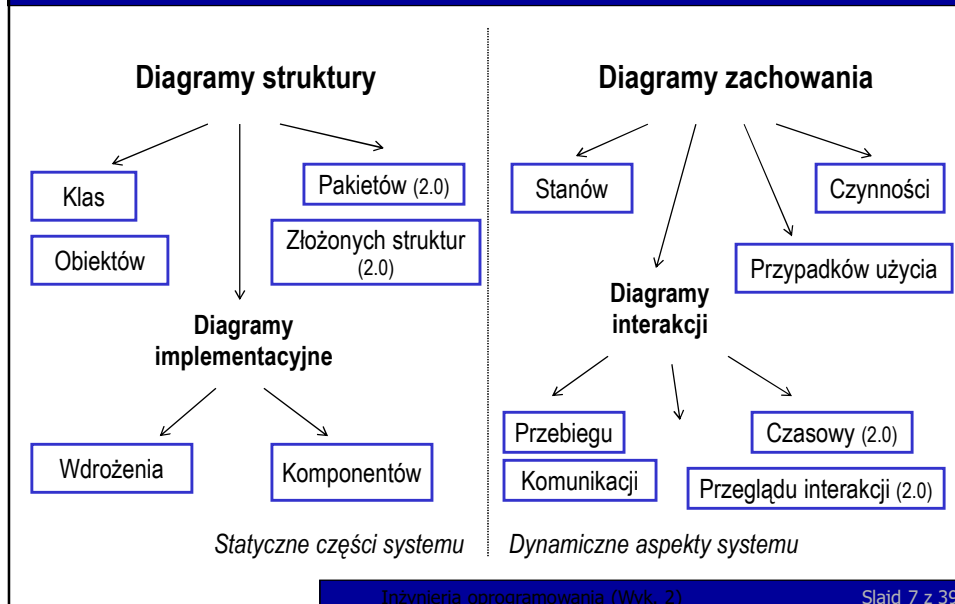 Diagramy struktury
Klas
Obiektów
Pakietów (2.0)
Złożonych struktur
(2.0)
Diagramy
implementacyjne
Wdrożenia
Komponentów
Statyczne części systemu
Diagramy zachowania
Stanów
Czynności
Przypadków użycia
Diagramy
interakcji
Przebiegu
Komunikacji
Czasowy (2.0)
Przeglądu interakcji (2.0)
Dynamiczne aspekty systemu
Inżynieria oprogramowania (Wyk. 2)
Slajd 7 z 39